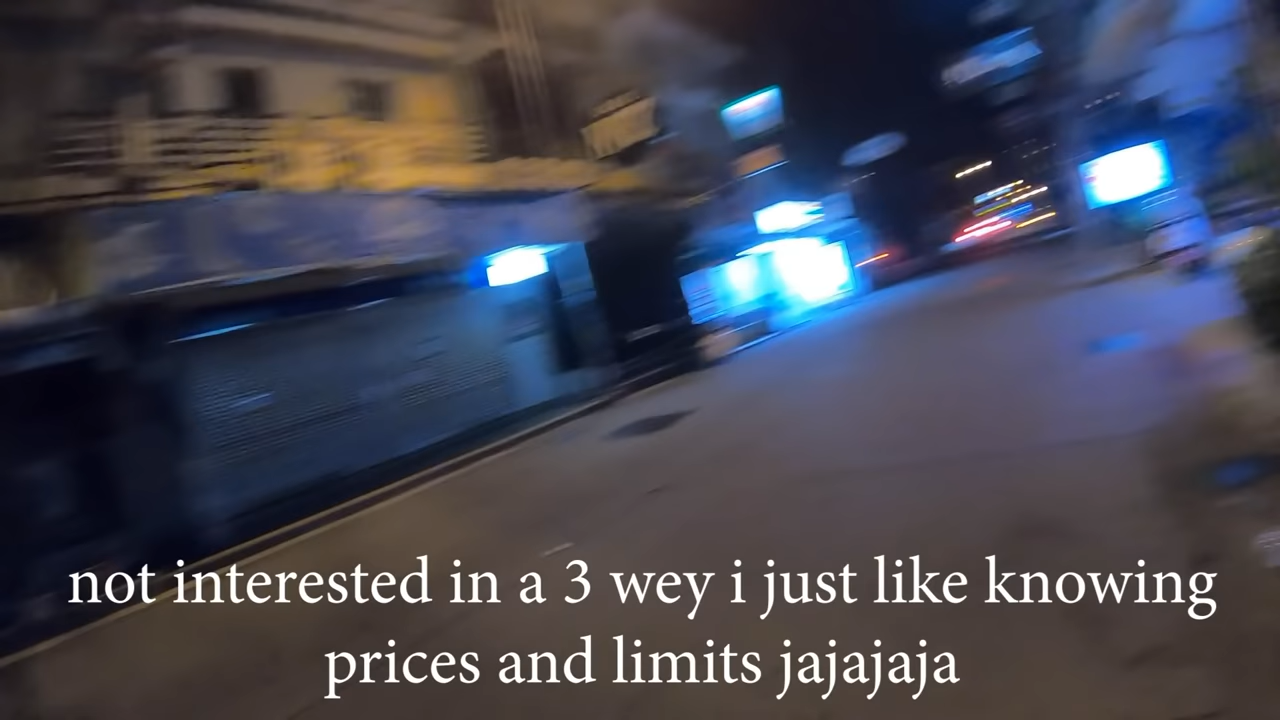 not interested in a 3 wey i just like knowing
prices and limits jajajaja